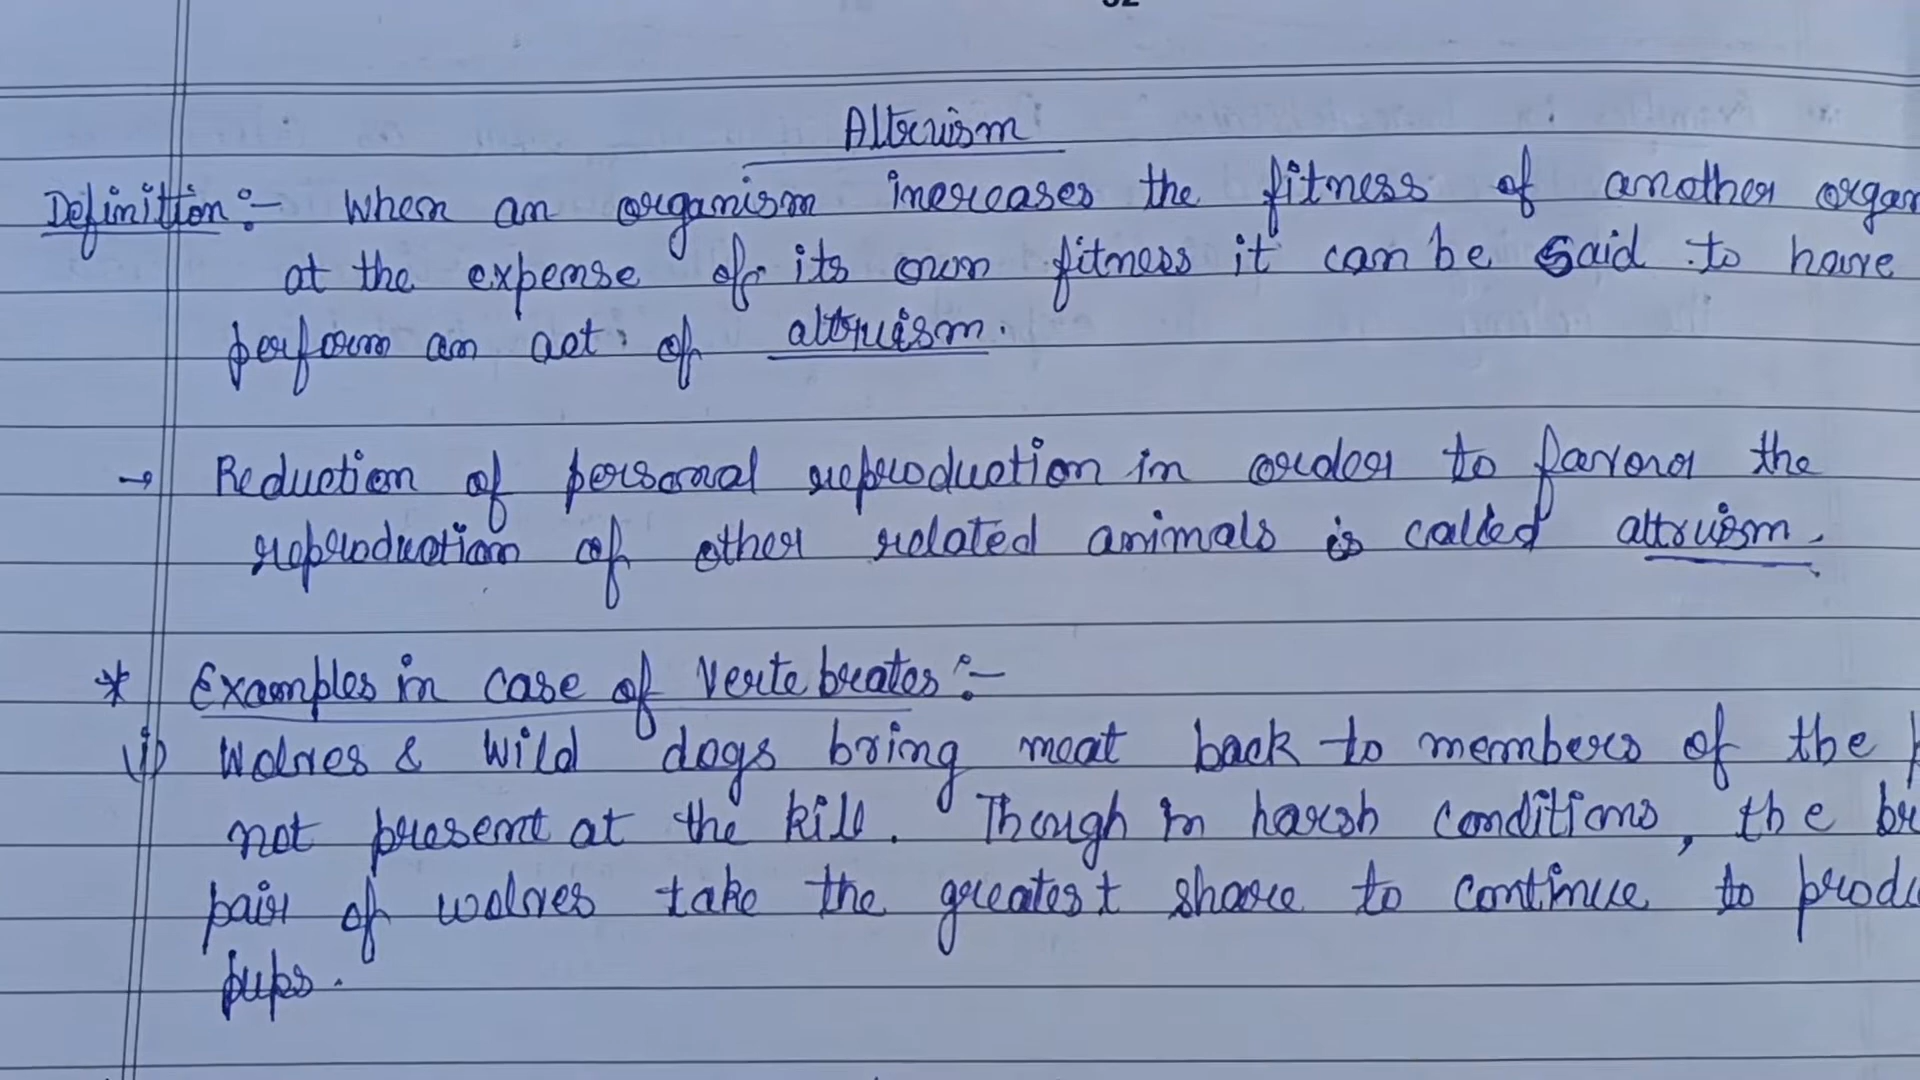 Altruism
Definition :- When an organism increases the fitness of another organ
at the expense of its own fitness it can be said to have
perform an act of altruism.
→ Reduction of personal reproduction in order to favour the
reproduction of other related animals is called altruism.
* Examples in case of Vertebrates :-
(i) Wolves & Wild dogs bring meat back to members of the
not present at the kill. Though in harsh conditions, the br
pair of wolves take the greatest share to continue to produ
pups.